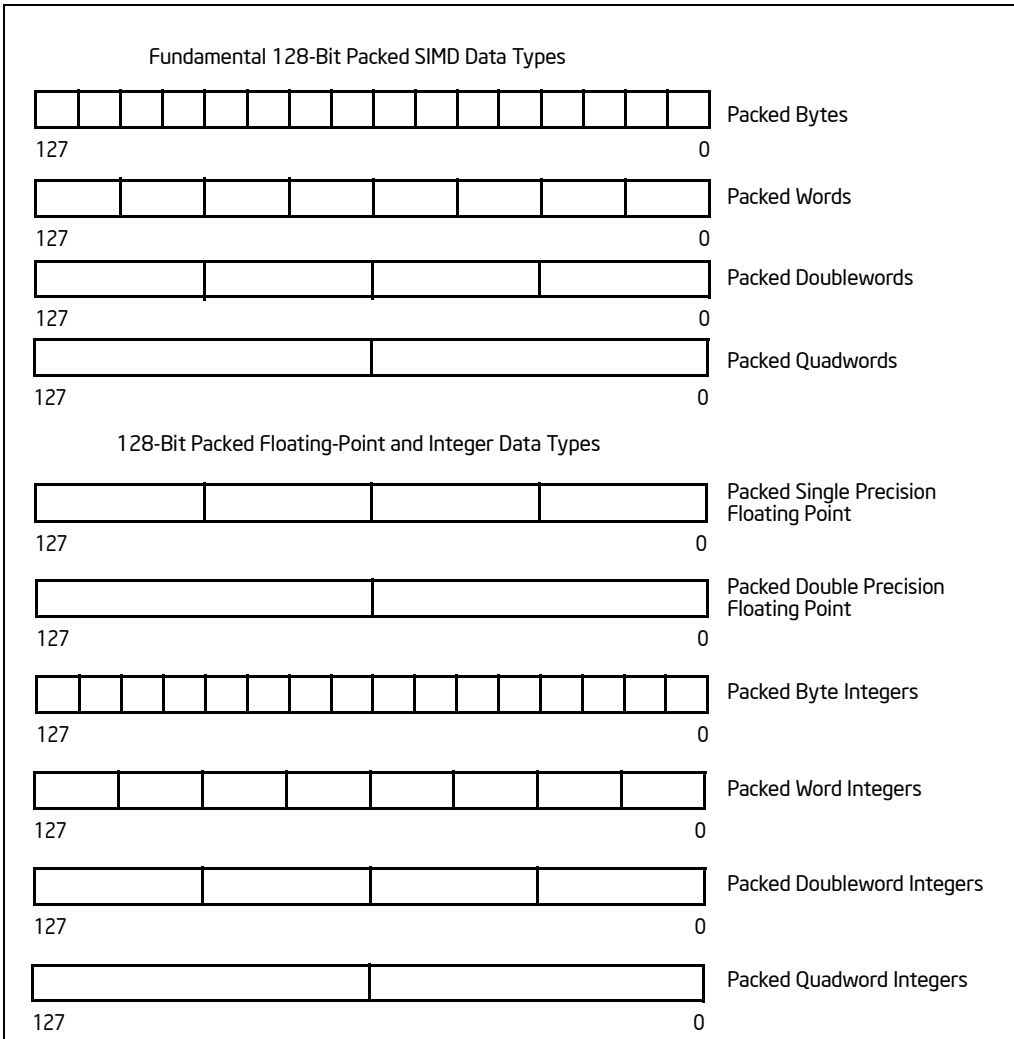 Fundamental 128-Bit Packed SIMD Data Types
Packed Bytes
127 0
Packed Words
127 0
Packed Doublewords
127 0
Packed Quadwords
127 0
128-Bit Packed Floating-Point and Integer Data Types
Packed Single Precision
Floating Point
127 0
Packed Double Precision
Floating Point
127 0
Packed Byte Integers
127 0
Packed Word Integers
127 0
Packed Doubleword Integers
127 0
Packed Quadword Integers
127 0